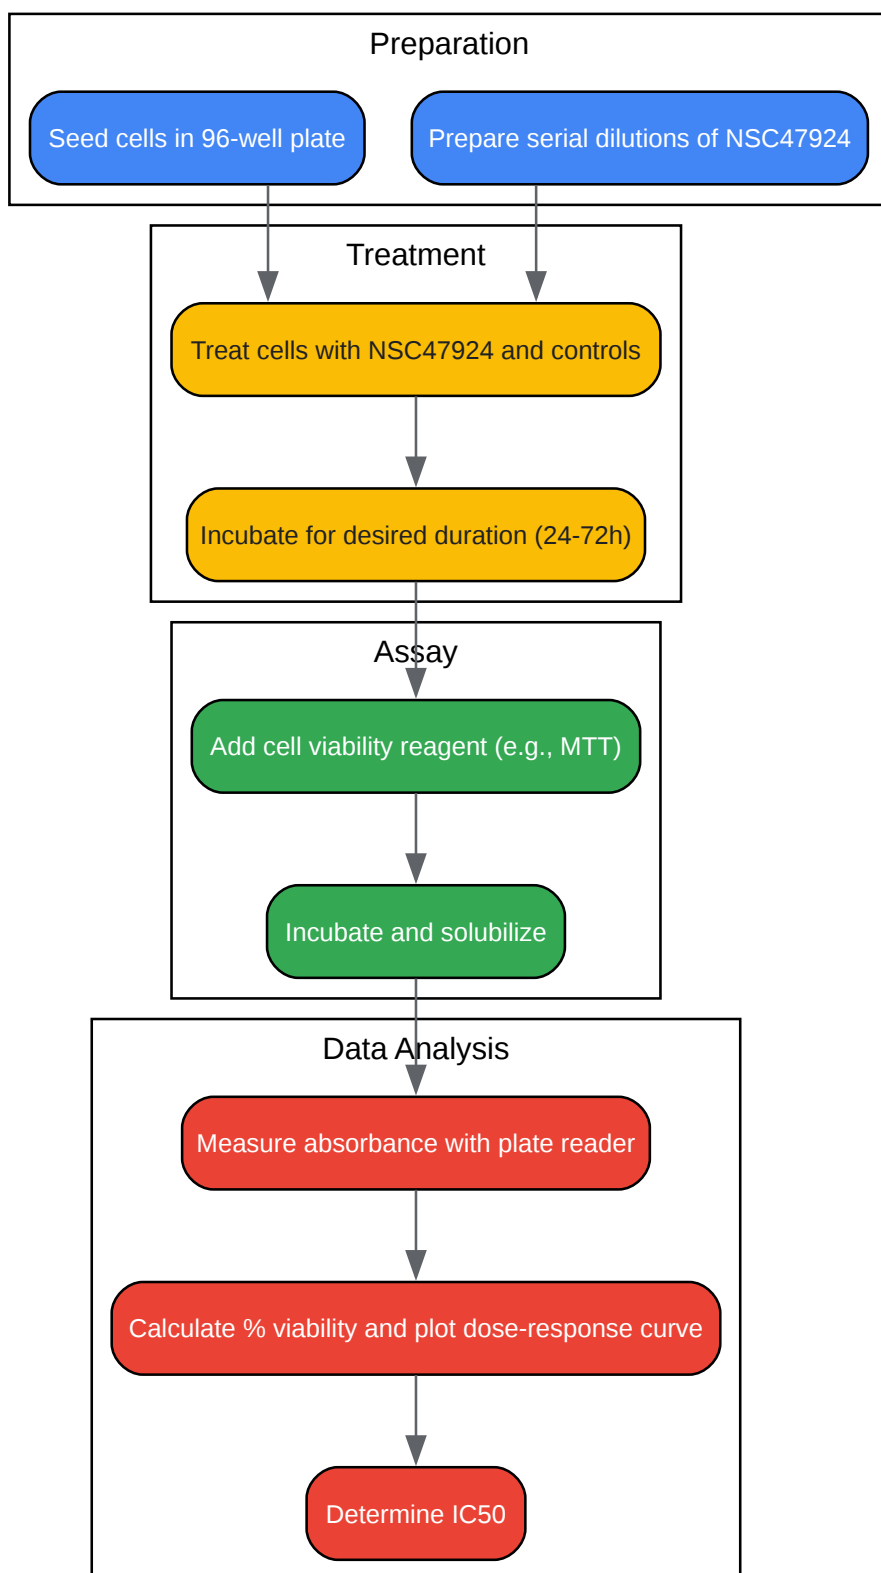 Preparation
Seed cells in 96-well plate
Prepare serial dilutions of NSC47924
Treatment
Treat cells with NSC47924 and controls
Incubate for desired duration (24-72h)
Assay
Add cell viability reagent (e.g., MTT)
Incubate and solubilize
Data Analysis
Measure absorbance with plate reader
Calculate % viability and plot dose-response curve
Determine IC50